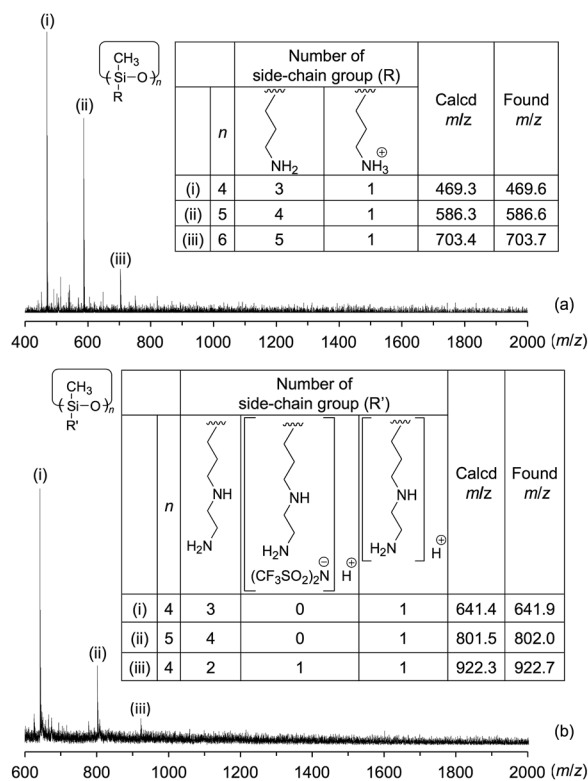 (i)
CH3
(Si–O)n
R
(ii)
(iii)
Number of
side-chain group (R)
n
NH2
NH3
⊕
Calcd
m/z
Found
m/z
(i) 4 3 1 469.3 469.6
(ii) 5 4 1 586.3 586.6
(iii) 6 5 1 703.4 703.7
(a)
400 600 800 1000 1200 1400 1600 1800 2000 (m/z)
CH3
(Si–O)n
R'
(i)
(ii)
(iii)
Number of
side-chain group (R')
n
NH
H2N
NH
H2N
(CF3SO2)2N
⊖
H
⊕
NH
H2N
H
⊕
Calcd
m/z
Found
m/z
(i) 4 3 0 1 641.4 641.9
(ii) 5 4 0 1 801.5 802.0
(iii) 4 2 1 1 922.3 922.7
(b)
600 800 1000 1200 1400 1600 1800 2000 (m/z)